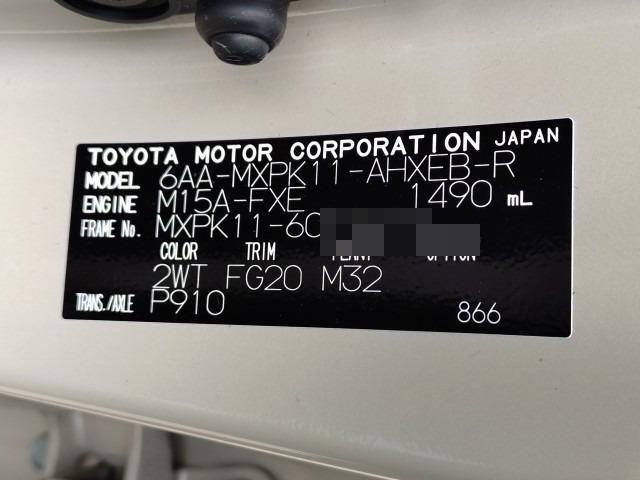 TOYOTA MOTOR CORPORATION JAPAN
MODEL 6AA-MXPK11-AHXEB-R
ENGINE M15A-FXE 1490 mL
FRAME No. MXPK11-60
COLOR TRIM
2WT FG20 M32
TRANS./AXLE P910 866